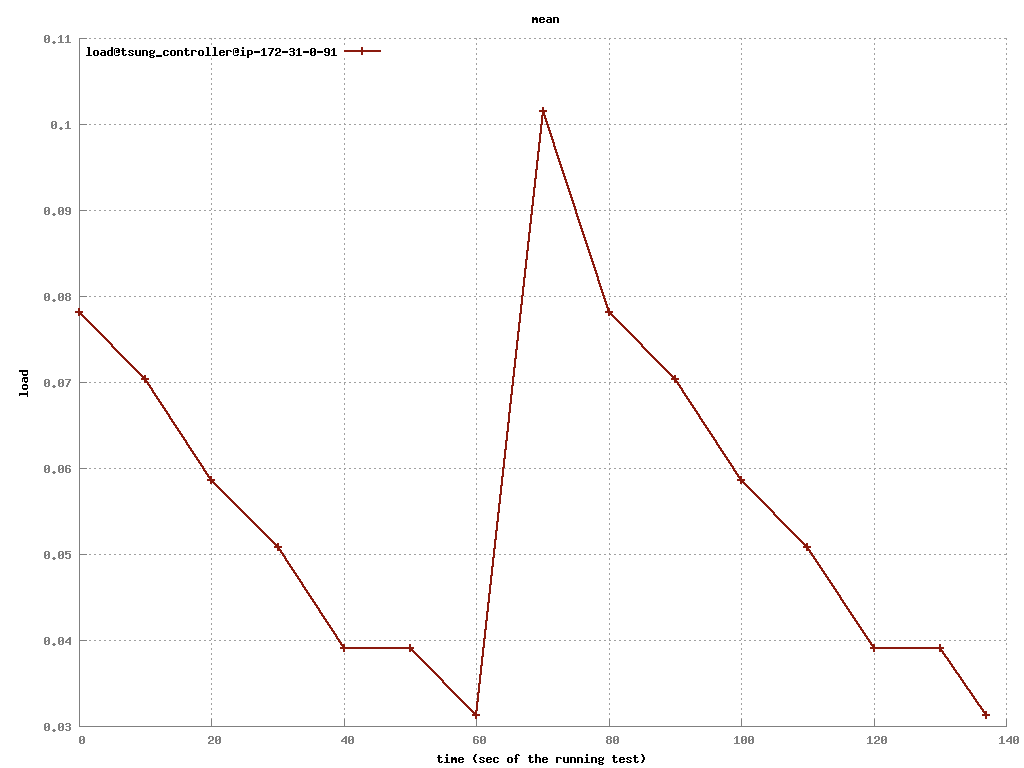 mean
load@tsung_controller@ip-172-31-0-91
0.11
0.1
0.09
0.08
0.07
0.06
0.05
0.04
0.03
load
0 20 40 60 80 100 120 140
time (sec of the running test)